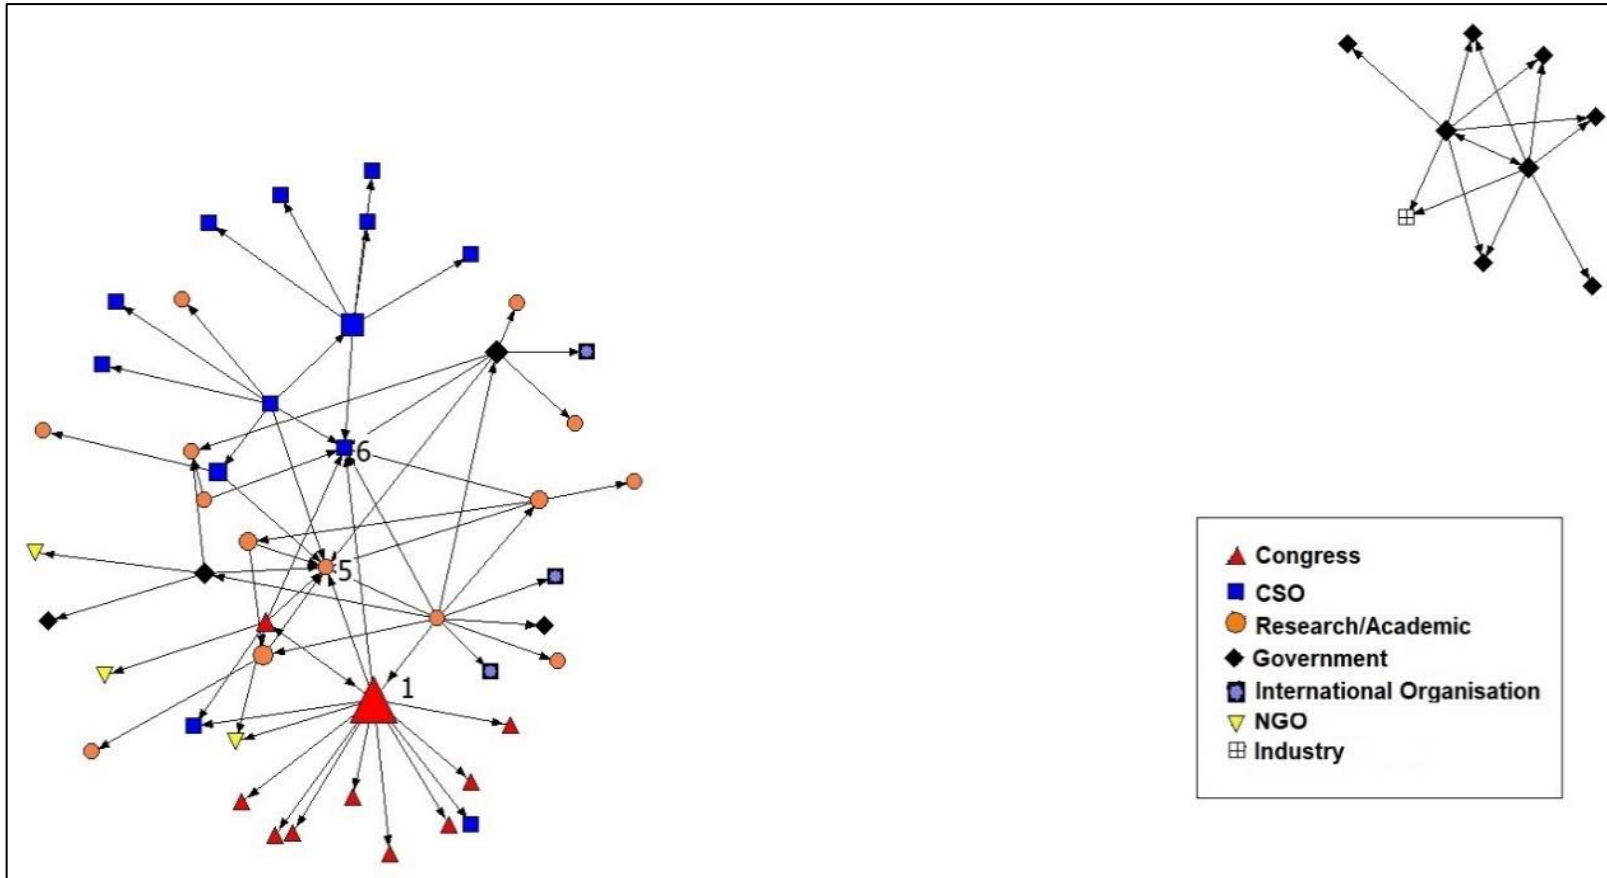 6
5
1
Congress
CSO
Research/Academic
Government
International Organisation
NGO
Industry